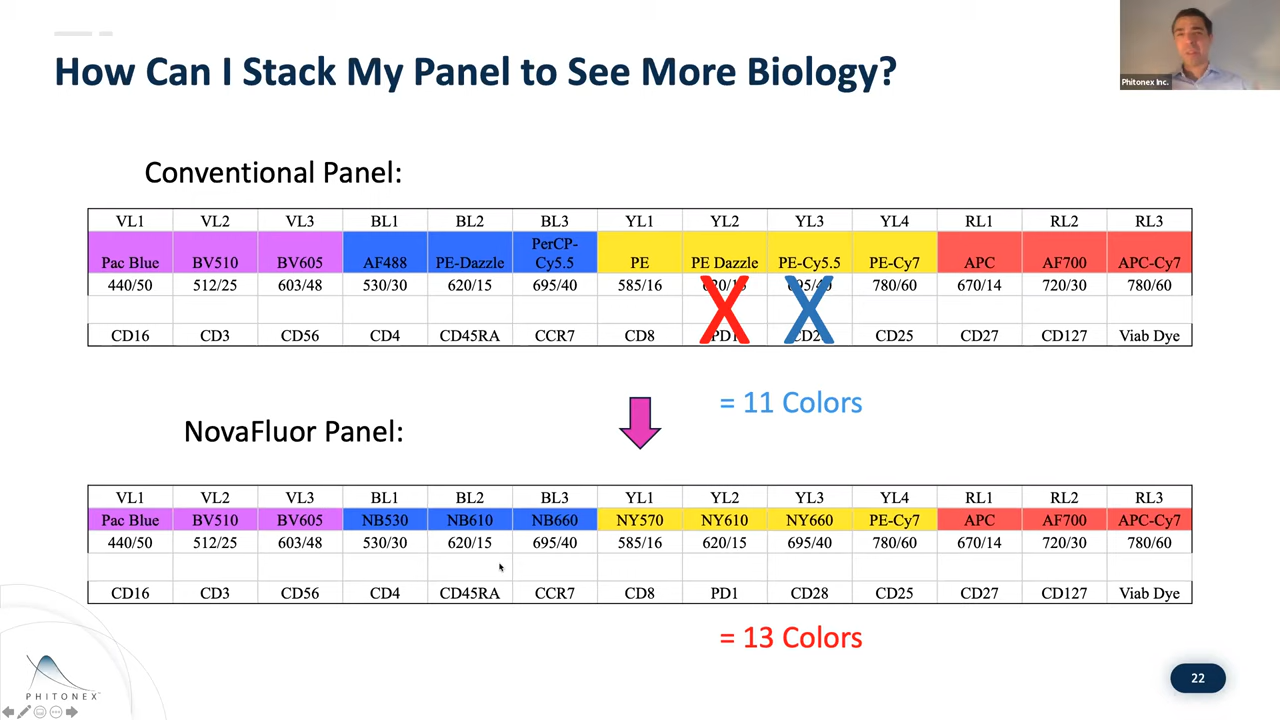 How Can I Stack My Panel to See More Biology?
Phitonex Inc.
Conventional Panel:
VL1 VL2 VL3 BL1 BL2 BL3 YL1 YL2 YL3 YL4 RL1 RL2 RL3
Pac Blue BV510 BV605 AF488 PE-Dazzle PerCP-Cy5.5 PE PE Dazzle PE-Cy5.5 PE-Cy7 APC AF700 APC-Cy7
440/50 512/25 603/48 530/30 620/15 695/40 585/16 620/15 695/40 780/60 670/14 720/30 780/60
CD16 CD3 CD56 CD4 CD45RA CCR7 CD8 PD1 CD25 CD27 CD127 Viab Dye
X X
= 11 Colors
NovaFluor Panel:
VL1 VL2 VL3 BL1 BL2 BL3 YL1 YL2 YL3 YL4 RL1 RL2 RL3
Pac Blue BV510 BV605 NB530 NB610 NB660 NY570 NY610 NY660 PE-Cy7 APC AF700 APC-Cy7
440/50 512/25 603/48 530/30 620/15 695/40 585/16 620/15 695/40 780/60 670/14 720/30 780/60
CD16 CD3 CD56 CD4 CD45RA CCR7 CD8 PD1 CD28 CD25 CD27 CD127 Viab Dye
= 13 Colors
PHITONEX
22